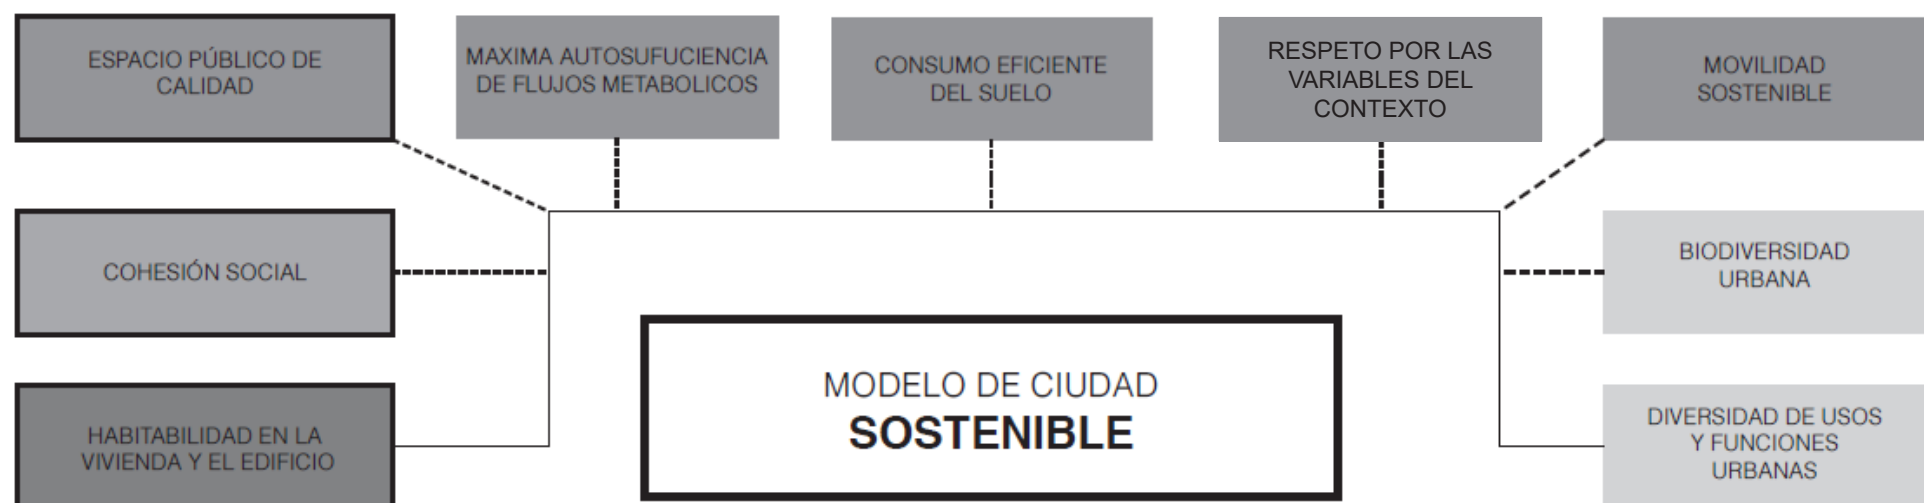 ESPACIO PÚBLICO DE
CALIDAD
MAXIMA AUTOSUFUCIENCIA
DE FLUJOS METABOLICOS
CONSUMO EFICIENTE
DEL SUELO
RESPETO POR LAS
VARIABLES DEL
CONTEXTO
MOVILIDAD
SOSTENIBLE
COHESIÓN SOCIAL
BIODIVERSIDAD
URBANA
HABITABILIDAD EN LA
VIVIENDA Y EL EDIFICIO
MODELO DE CIUDAD
SOSTENIBLE
DIVERSIDAD DE USOS
Y FUNCIONES
URBANAS